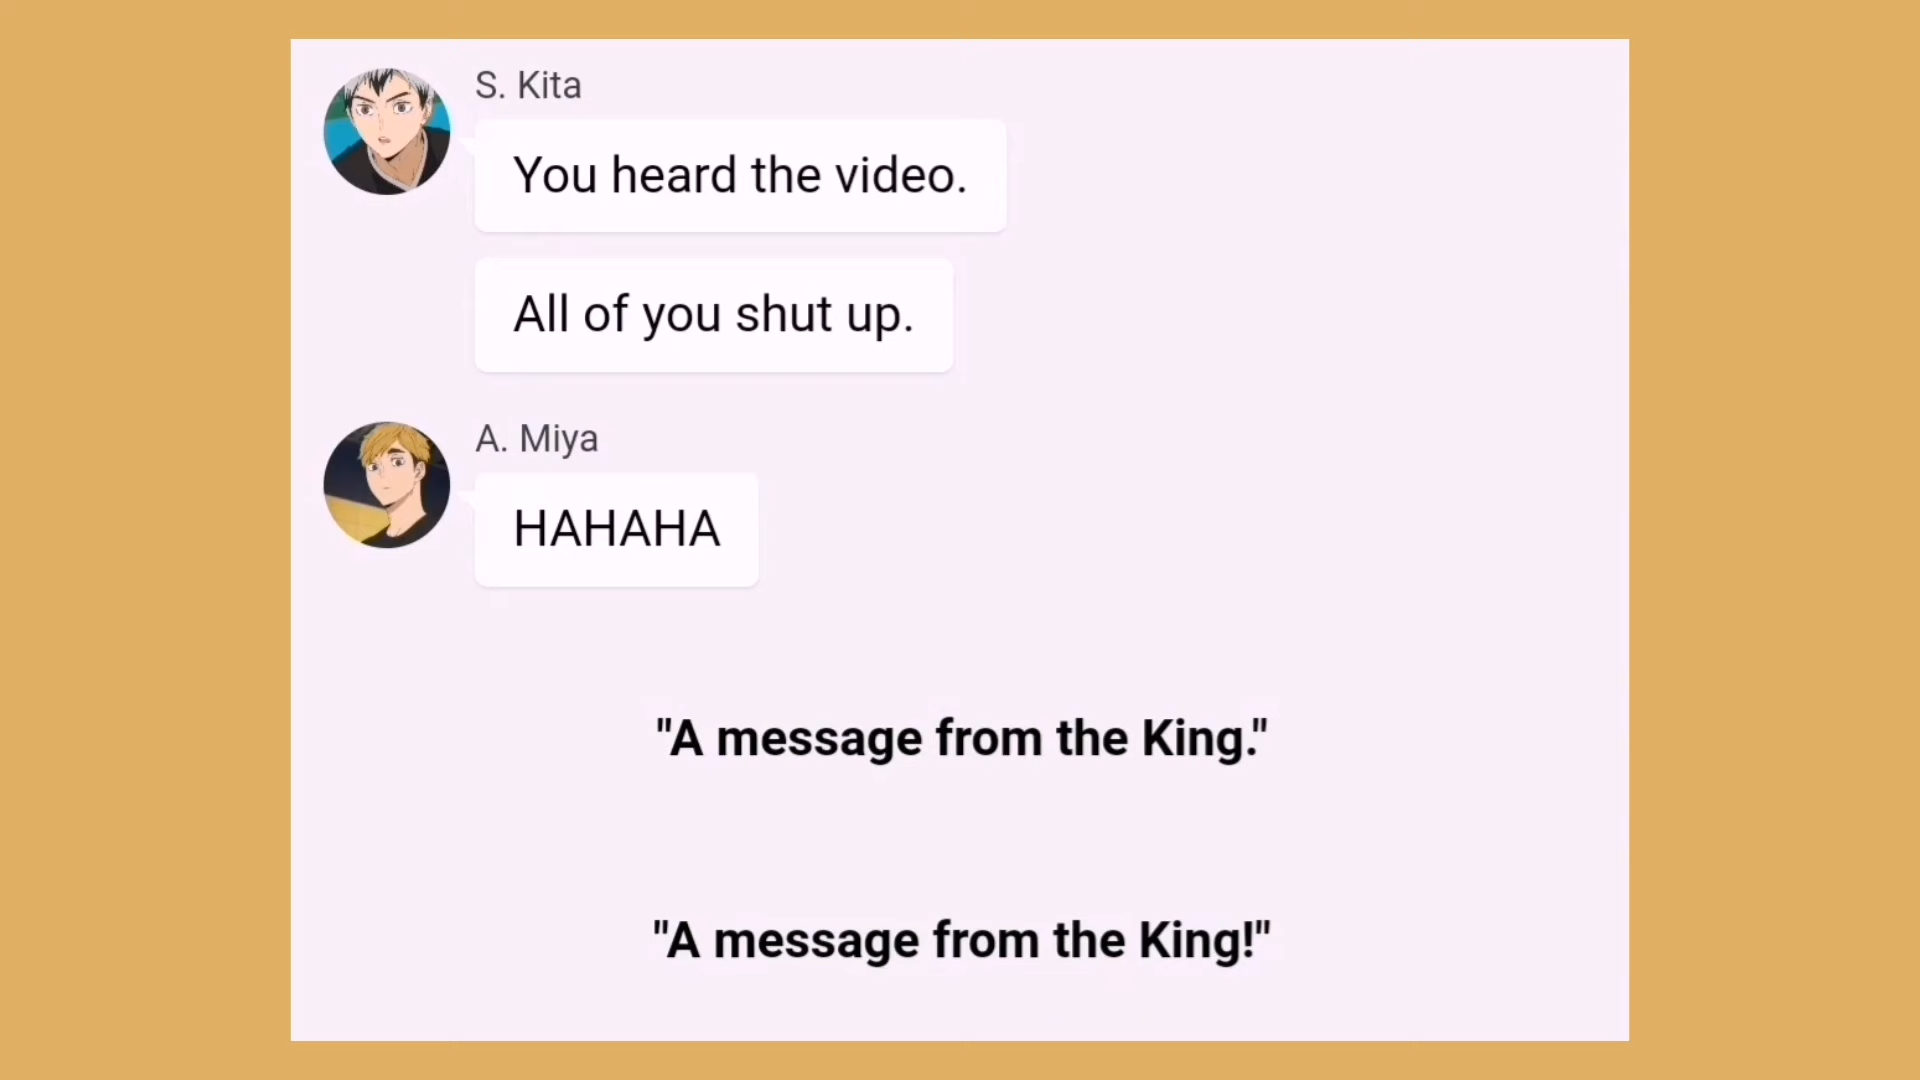 S. Kita
You heard the video.
All of you shut up.
A. Miya
HAHAHA
"A message from the King."
"A message from the King!"